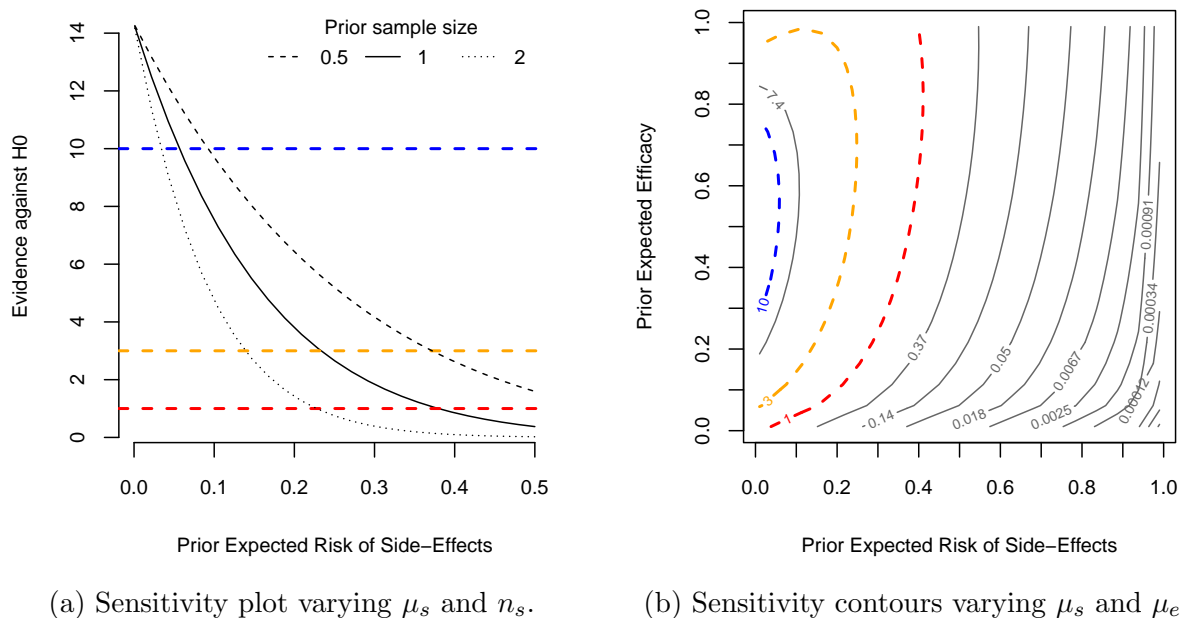 Prior sample size
0.5 1 2
Evidence against H0
14
12
10
8
6
4
2
0
0.0 0.1 0.2 0.3 0.4 0.5
Prior Expected Risk of Side−Effects
(a) Sensitivity plot varying μs and ns.
Prior Expected Efficacy
1.0
0.8
0.6
0.4
0.2
0.0
7.4
10
3
1
0.37
0.14
0.05
0.018
0.0067
0.0025
0.00091
0.00034
0.00012
0.0 0.2 0.4 0.6 0.8 1.0
Prior Expected Risk of Side−Effects
(b) Sensitivity contours varying μs and μe